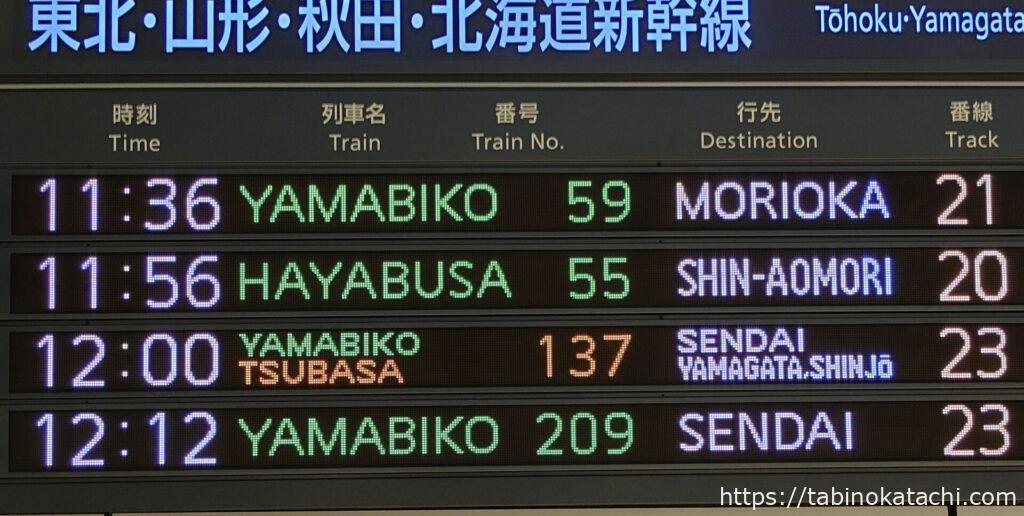 東北・山形・秋田・北海道新幹線 Tōhoku・Yamagata
時刻 列車名 番号 行先 番線
Time Train Train No. Destination Track
11:36 YAMABIKO 59 MORIOKA 21
11:56 HAYABUSA 55 SHIN-AOMORI 20
12:00 YAMABIKO 137 SENDAI 23
TSUBASA YAMAGATA,SHINJŌ
12:12 YAMABIKO 209 SENDAI 23
https://tabinokatachi.com